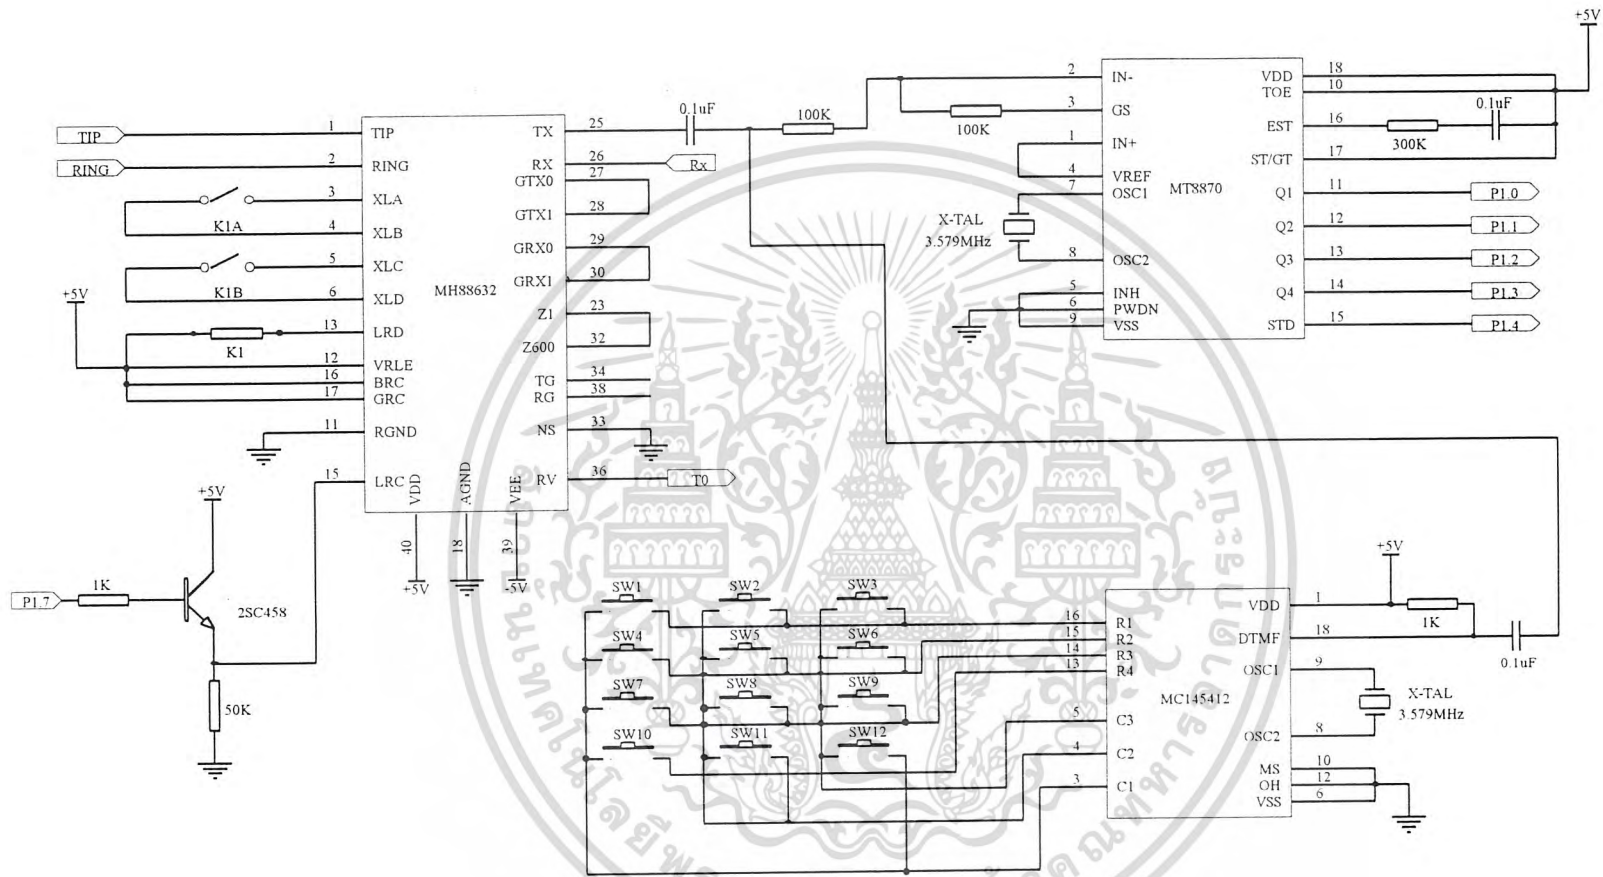 +5V
TIP
RING
K1A
K1B
+5V
K1
1 TIP
2 RING
3 XLA
4 XLB
5 XLC
6 XLD
13 LRD
12 VRLE
16 BRC
17 GRC
11 RGND
15 LRC
MH88632
TX 25
RX 26
GTX0 27
GTX1 28
GRX0 29
GRX1 30
Z1 23
Z600 32
TG 34
RG 38
NS 33
RV 36
VDD 40
AGND 18
VEE 39
+5V
-5V
Rx
T0
0.1uF
100K
100K
X-TAL
3.579MHz
2 IN-
3 GS
1 IN+
4 VREF
7 OSC1
8 OSC2
5 INH
6 PWDN
9 VSS
MT8870
VDD 18
TOE 10
EST 16
ST/GT 17
Q1 11
Q2 12
Q3 13
Q4 14
STD 15
300K
0.1uF
P1.0
P1.1
P1.2
P1.3
P1.4
+5V
P1.7
1K
2SC458
50K
SW1 SW2 SW3
SW4 SW5 SW6
SW7 SW8 SW9
SW10 SW11 SW12
16 R1
15 R2
14 R3
13 R4
5 C3
4 C2
3 C1
MC145412
VDD 1
DTMF 18
OSC1 9
OSC2 8
MS 10
OH 12
VSS 6
+5V
1K
0.1uF
X-TAL
3.579MHz